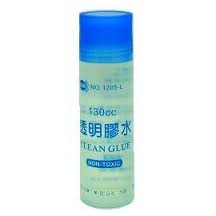 NO.1205-L
130cc
透明膠水
CLEAN GLUE
NON-TOXIC